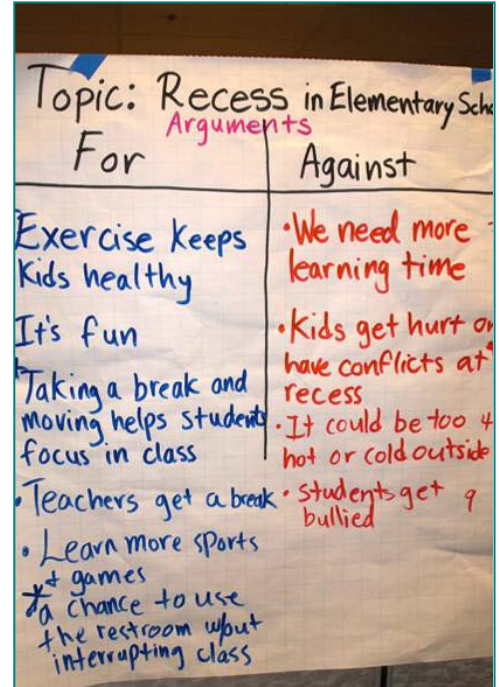 Topic: Recess in Elementary
Arguments
For
Against
Exercise keeps
Kids healthy
It's fun
Taking a break and
moving helps students
focus in class
• Teachers get a break
• Learn more sports
+ games
* a chance to use
the restroom w/out
interrupting class
• We need more
learning time
• Kids get hurt or
have conflicts at
recess
• It could be too
hot or cold outside
• students get
bullied